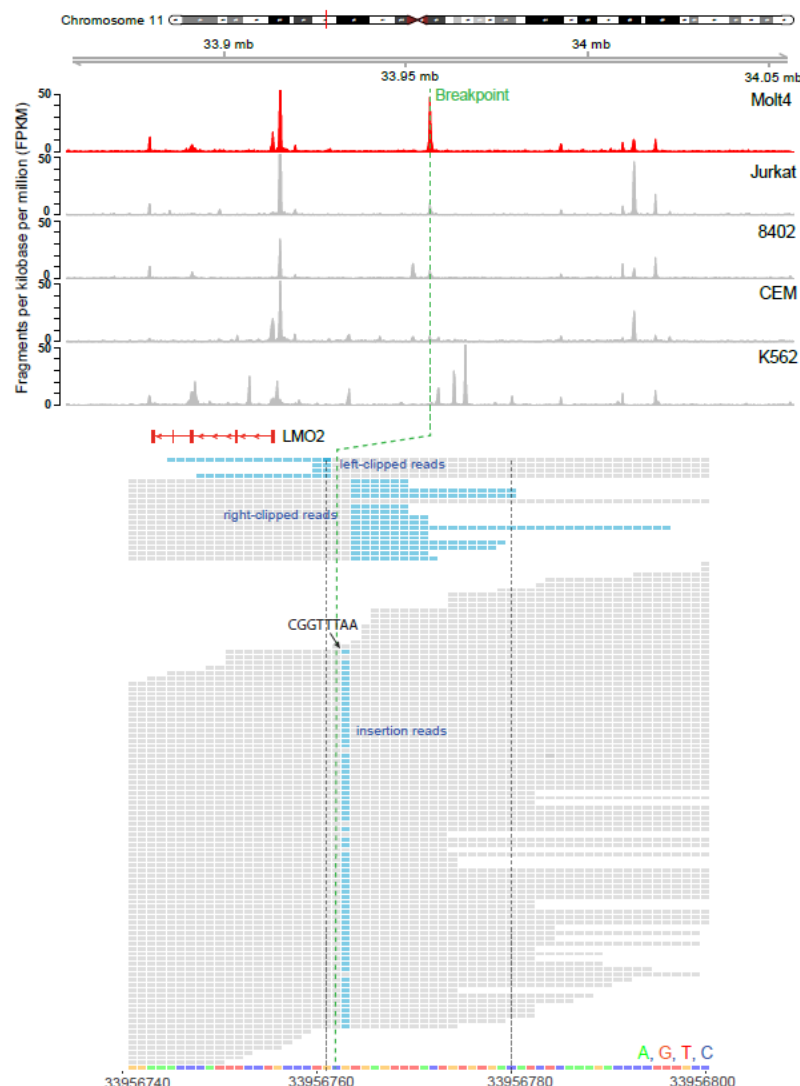 Chromosome 11
33.9 mb
34 mb
33.95 mb
34.05 mb
Fragments per kilobase per million (FPKM)
50
0
Breakpoint
Molt4
50
0
Jurkat
50
0
8402
50
0
CEM
50
0
K562
LMO2
left-clipped reads
right-clipped reads
CGGTTTAA
insertion reads
A, G, T, C
33956740
33956760
33956780
33956800